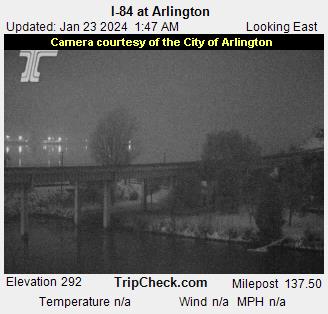 I-84 at Arlington
Updated: Jan 23 2024 1:47 AM Looking East
Camera courtesy of the City of Arlington
Elevation 292 TripCheck.com Milepost 137.50
Temperature n/a Wind n/a MPH n/a